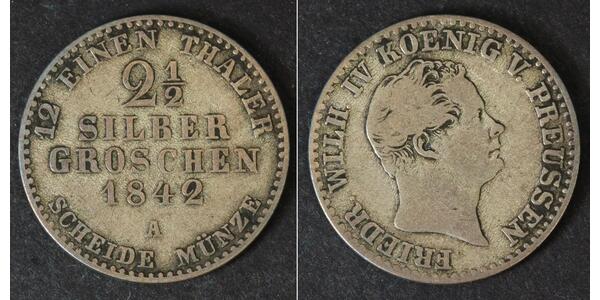 12 EINEN THALER
2 1/2
SILBER
GROSCHEN
1842
A
SCHEIDE MÜNZE
FRIEDR. WILH. IV KOENIG V. PREUSSEN